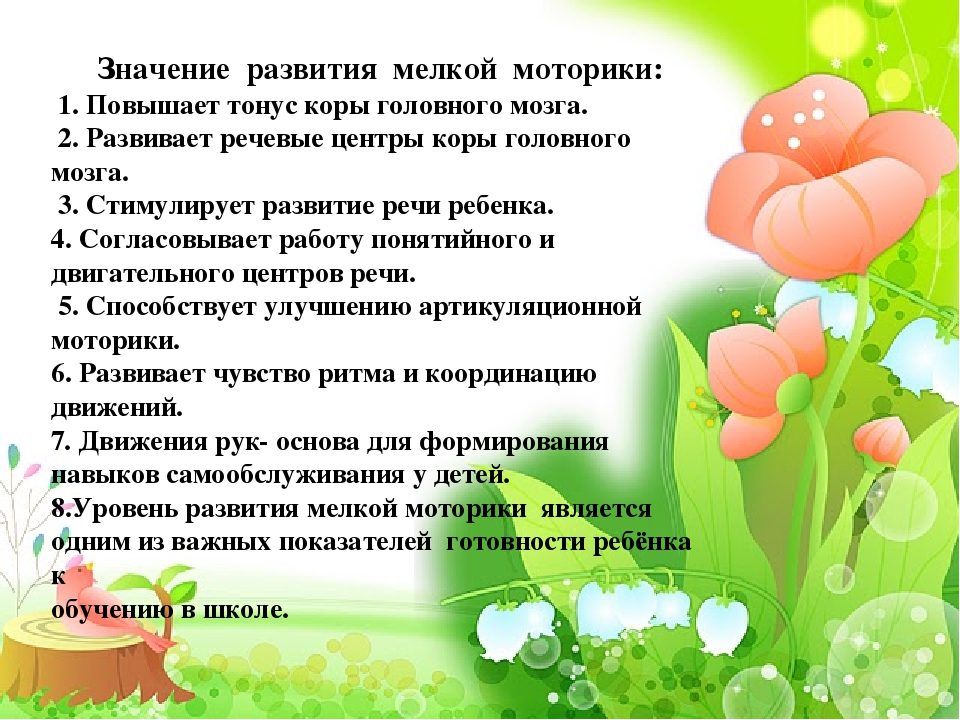 Значение развития мелкой моторики:
1. Повышает тонус коры головного мозга.
2. Развивает речевые центры коры головного
мозга.
3. Стимулирует развитие речи ребенка.
4. Согласовывает работу понятийного и
двигательного центров речи.
5. Способствует улучшению артикуляционной
моторики.
6. Развивает чувство ритма и координацию
движений.
7. Движения рук- основа для формирования
навыков самообслуживания у детей.
8.Уровень развития мелкой моторики является
одним из важных показателей готовности ребёнка
к
обучению в школе.